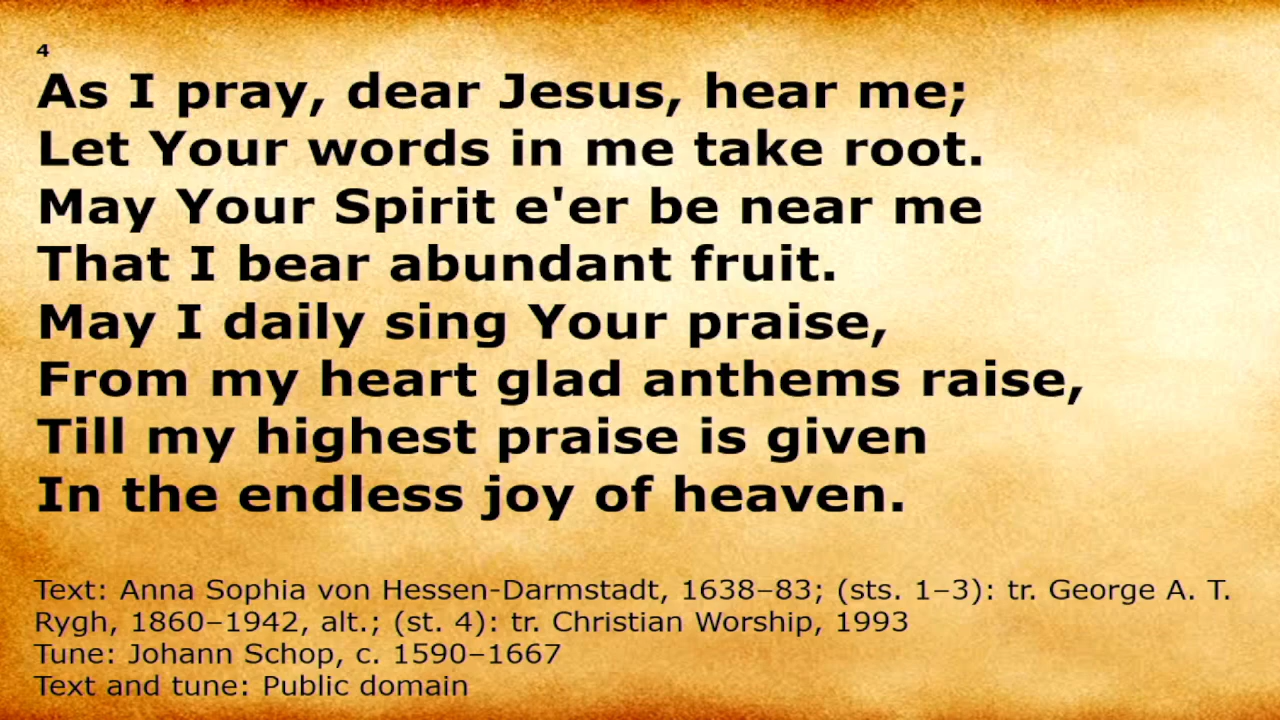 4
As I pray, dear Jesus, hear me;
Let Your words in me take root.
May Your Spirit e'er be near me
That I bear abundant fruit.
May I daily sing Your praise,
From my heart glad anthems raise,
Till my highest praise is given
In the endless joy of heaven.
Text: Anna Sophia von Hessen-Darmstadt, 1638–83; (sts. 1–3): tr. George A. T.
Rygh, 1860–1942, alt.; (st. 4): tr. Christian Worship, 1993
Tune: Johann Schop, c. 1590–1667
Text and tune: Public domain